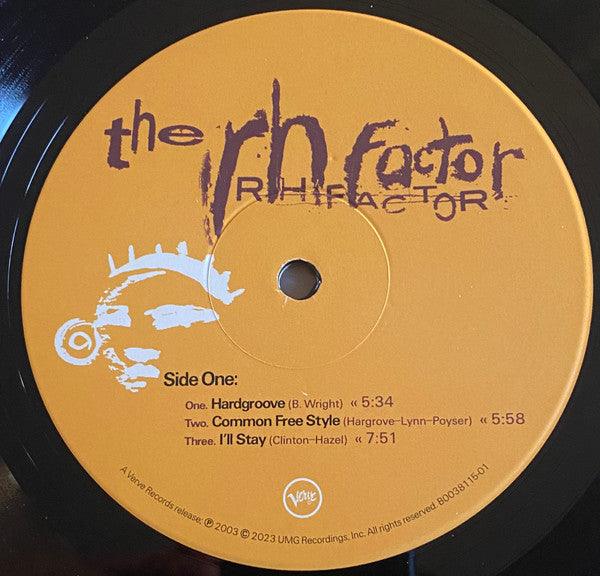 the rh factor
RH FACTOR
Side One:
One. Hardgroove (B. Wright) « 5:34
Two. Common Free Style (Hargrove–Lynn–Poyser) « 5:58
Three. I'll Stay (Clinton–Hazel) « 7:51
Verve
A Verve Records release; ℗ 2003 © 2023 UMG Recordings, Inc. All rights reserved. B0038115-01